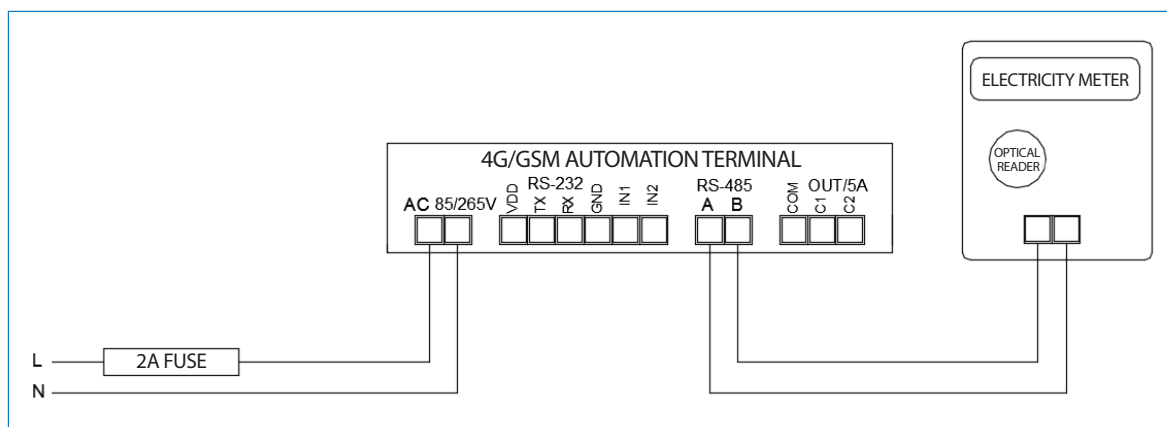 ELECTRICITY METER
OPTICAL
READER
4G/GSM AUTOMATION TERMINAL
AC 85/265V
RS-232
VDD
TX
RX
GND
IN1
IN2
RS-485
A B
OUT/5A
COM
C1
C2
L
2A FUSE
N